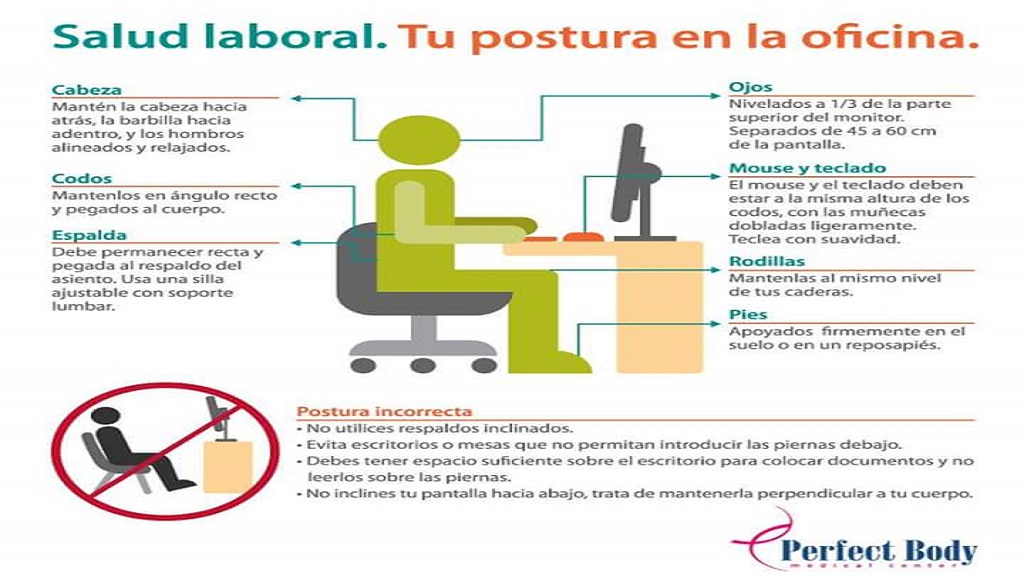 Salud laboral. Tu postura en la oficina.
Cabeza
Mantén la cabeza hacia
atrás, la barbilla hacia
adentro, y los hombros
alineados y relajados.
Codos
Mantenlos en ángulo recto
y pegados al cuerpo.
Espalda
Debe permanecer recta y
pegada al respaldo del
asiento. Usa una silla
ajustable con soporte
lumbar.
Ojos
Nivelados a 1/3 de la parte
superior del monitor.
Separados de 45 a 60 cm
de la pantalla.
Mouse y teclado
El mouse y el teclado deben
estar a la misma altura de los
codos, con las muñecas
dobladas ligeramente.
Teclea con suavidad.
Rodillas
Mantenlas al mismo nivel
de tus caderas.
Pies
Apoyados firmemente en el
suelo o en un reposapiés.
Postura incorrecta
• No utilices respaldos inclinados.
• Evita escritorios o mesas que no permitan introducir las piernas debajo.
• Debes tener espacio suficiente sobre el escritorio para colocar documentos y no
leerlos sobre las piernas.
• No inclines tu pantalla hacia abajo, trata de mantenerla perpendicular a tu cuerpo.
Perfect Body
medical center